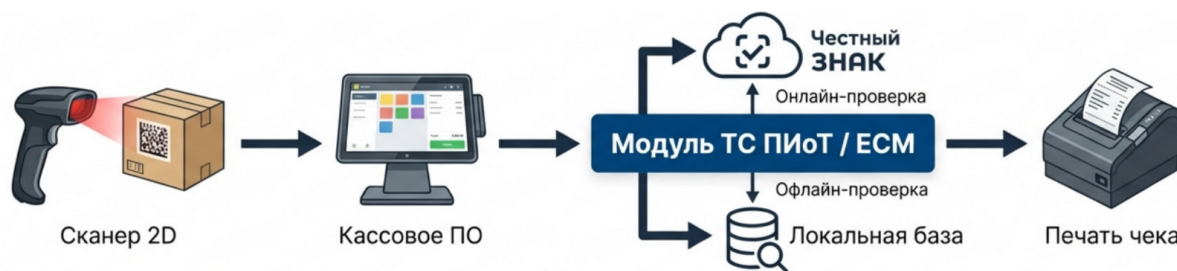 Честный
ЗНАК
Онлайн-проверка
Модуль ТС ПИоТ / ЕСМ
Офлайн-проверка
Сканер 2D
Кассовое ПО
Локальная база
Печать чека